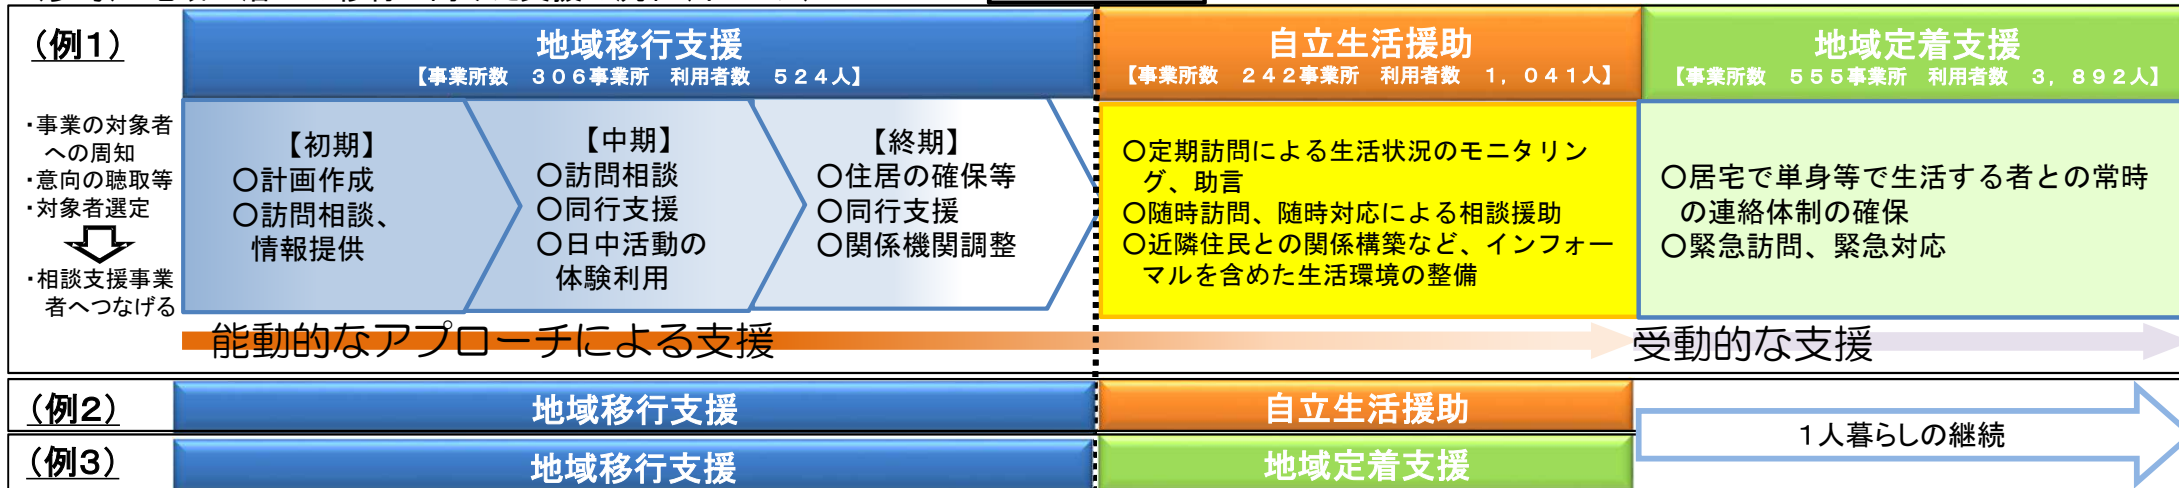 （例１）
地域移行支援
【事業所数　３０６事業所　利用者数　５２４人】
自立生活援助
【事業所数　２４２事業所　利用者数　１，０４１人】
地域定着支援
【事業所数　５５５事業所　利用者数　３，８９２人】
・事業の対象者
への周知
・意向の聴取等
・対象者選定
・相談支援事業
者へつなげる
【初期】
〇計画作成
〇訪問相談、
情報提供
【中期】
〇訪問相談
〇同行支援
〇日中活動の
体験利用
【終期】
〇住居の確保等
〇同行支援
〇関係機関調整
〇定期訪問による生活状況のモニタリン
グ、助言
〇随時訪問、随時対応による相談援助
〇近隣住民との関係構築など、インフォー
マルを含めた生活環境の整備
〇居宅で単身等で生活する者との常時
の連絡体制の確保
〇緊急訪問、緊急対応
能動的なアプローチによる支援
受動的な支援
（例２）
地域移行支援
自立生活援助
１人暮らしの継続
（例３）
地域移行支援
地域定着支援